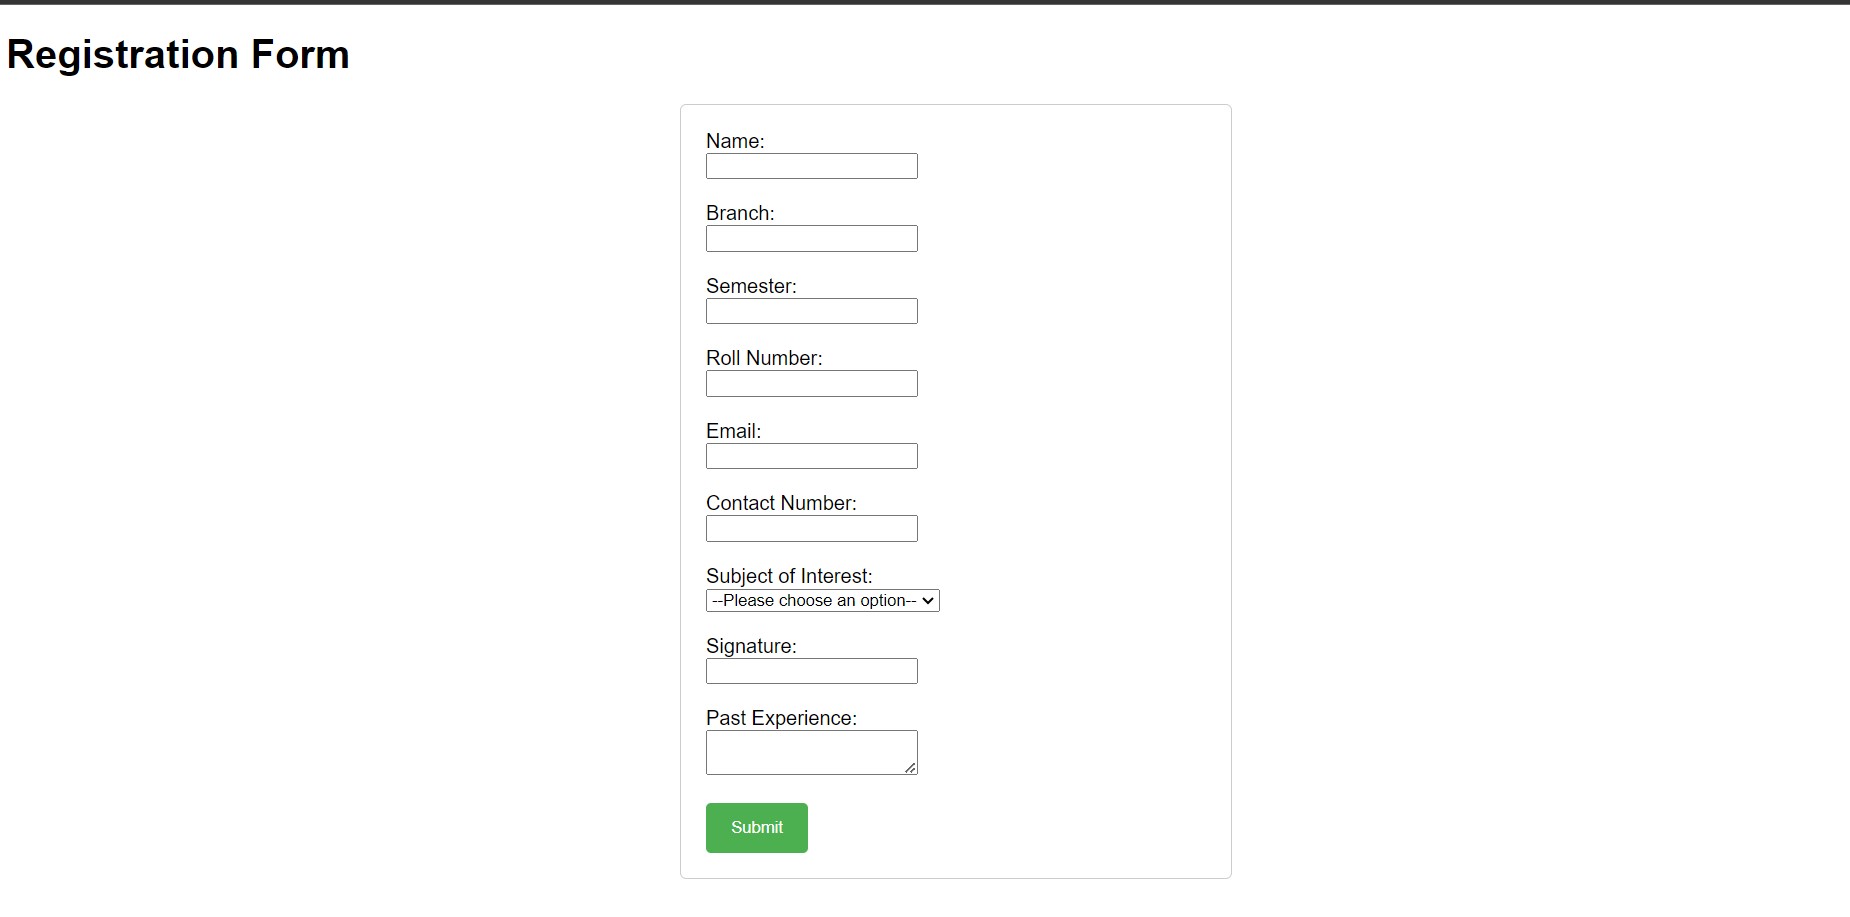 Registration Form
Name:
Branch:
Semester:
Roll Number:
Email:
Contact Number:
Subject of Interest:
--Please choose an option--
Signature:
Past Experience:
Submit